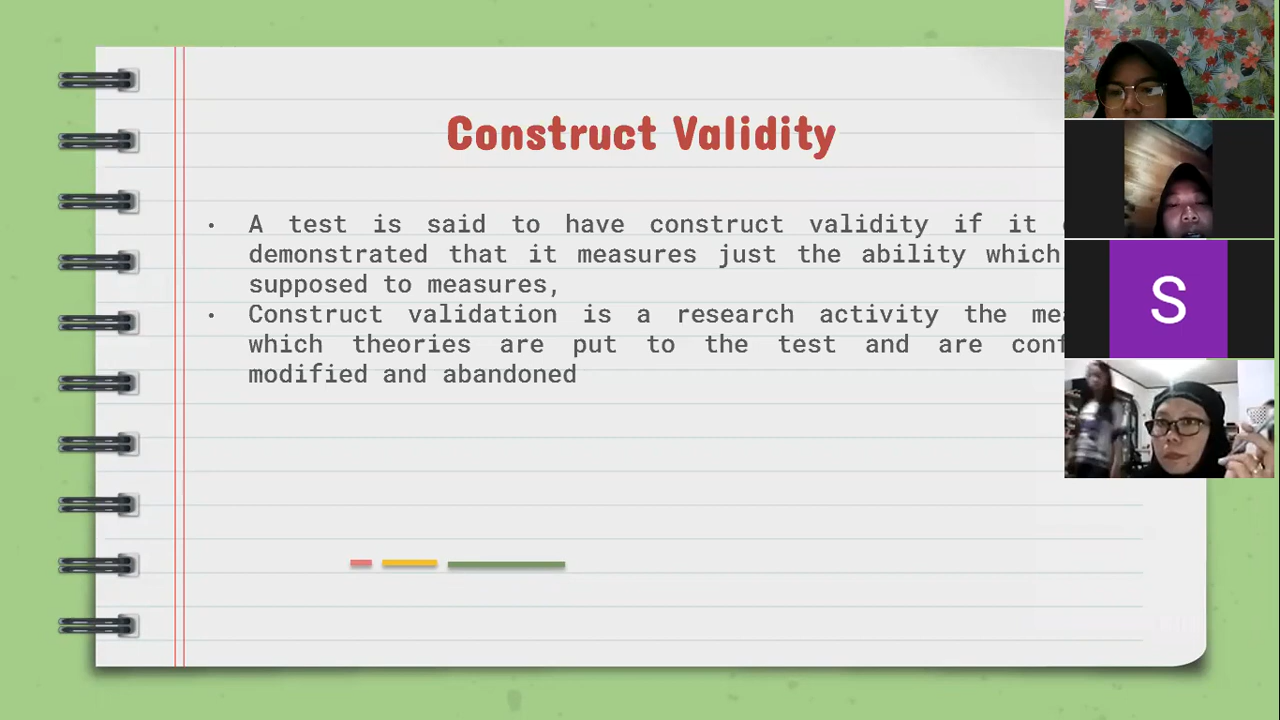 Construct Validity
• A test is said to have construct validity if it
demonstrated that it measures just the ability which
supposed to measures,
• Construct validation is a research activity the
which theories are put to the test and are
modified and abandoned
S